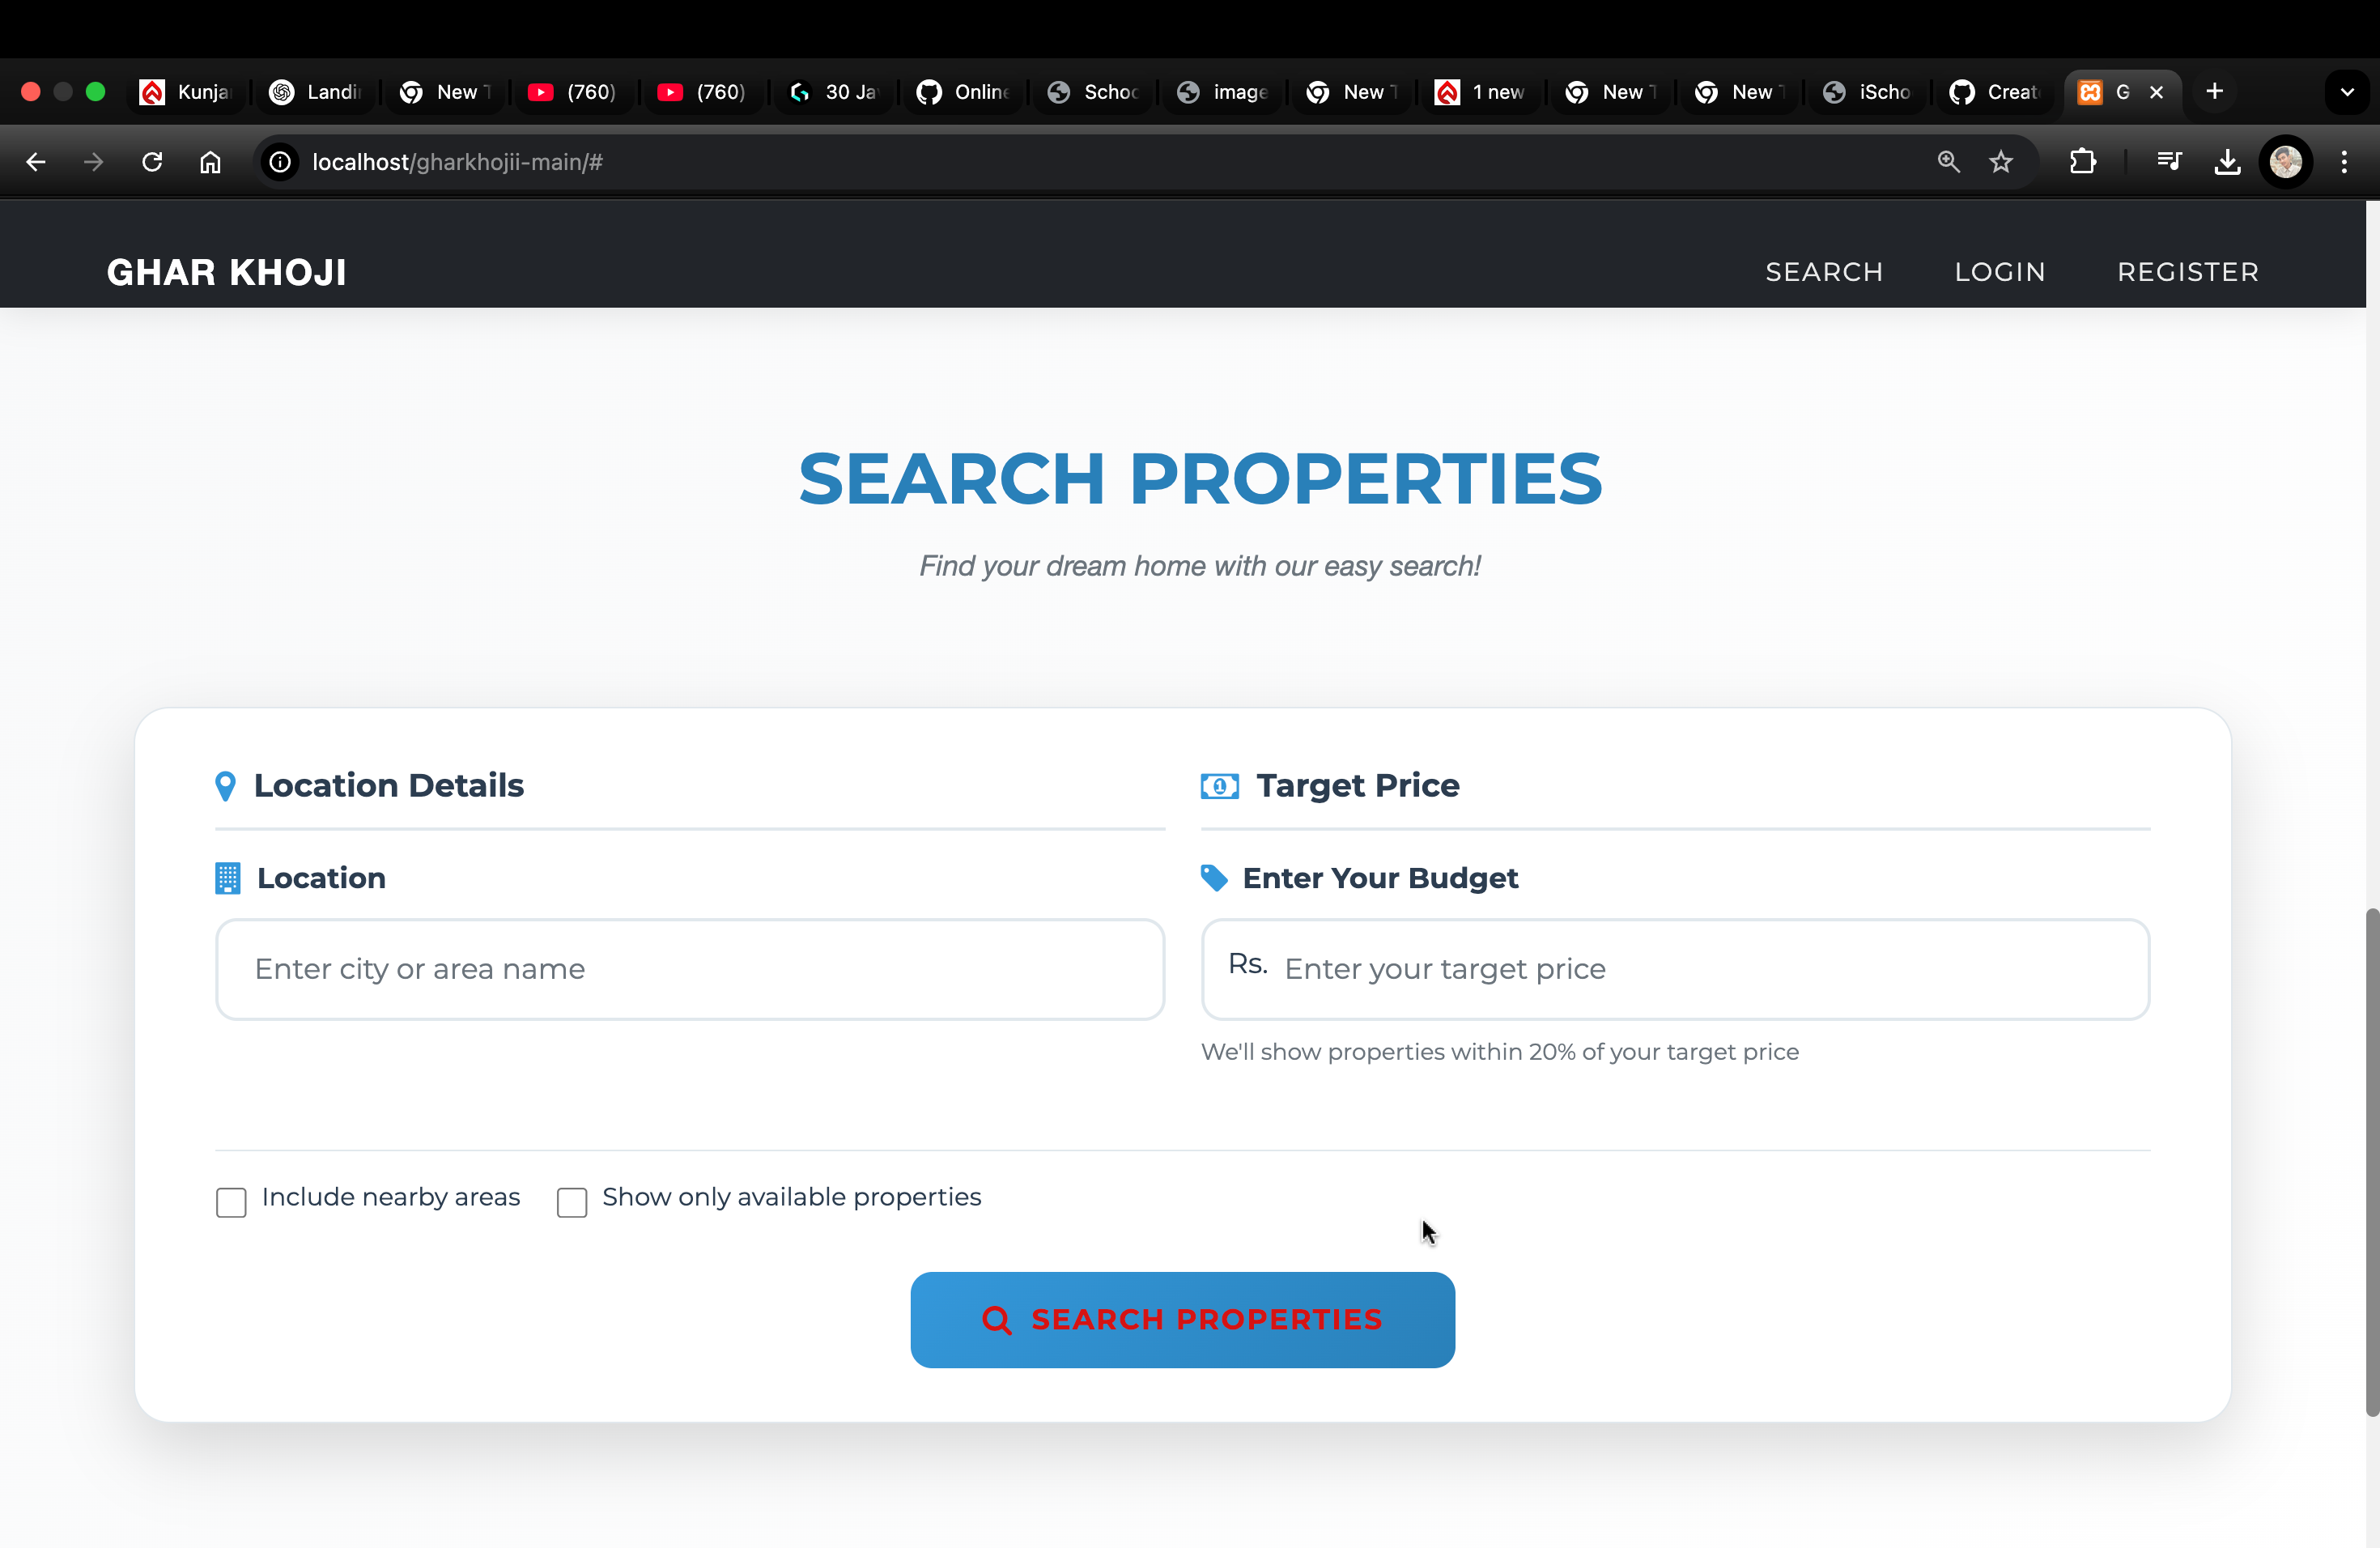 Kunja Landi New T (760) (760) 30 Ja Online Schoo image New T 1 new New T New T iScho Create G
localhost/gharkhojii-main/#
GHAR KHOJI SEARCH LOGIN REGISTER
SEARCH PROPERTIES
Find your dream home with our easy search!
Location Details
Target Price
Location
Enter Your Budget
Enter city or area name
Rs. Enter your target price
We'll show properties within 20% of your target price
Include nearby areas Show only available properties
SEARCH PROPERTIES